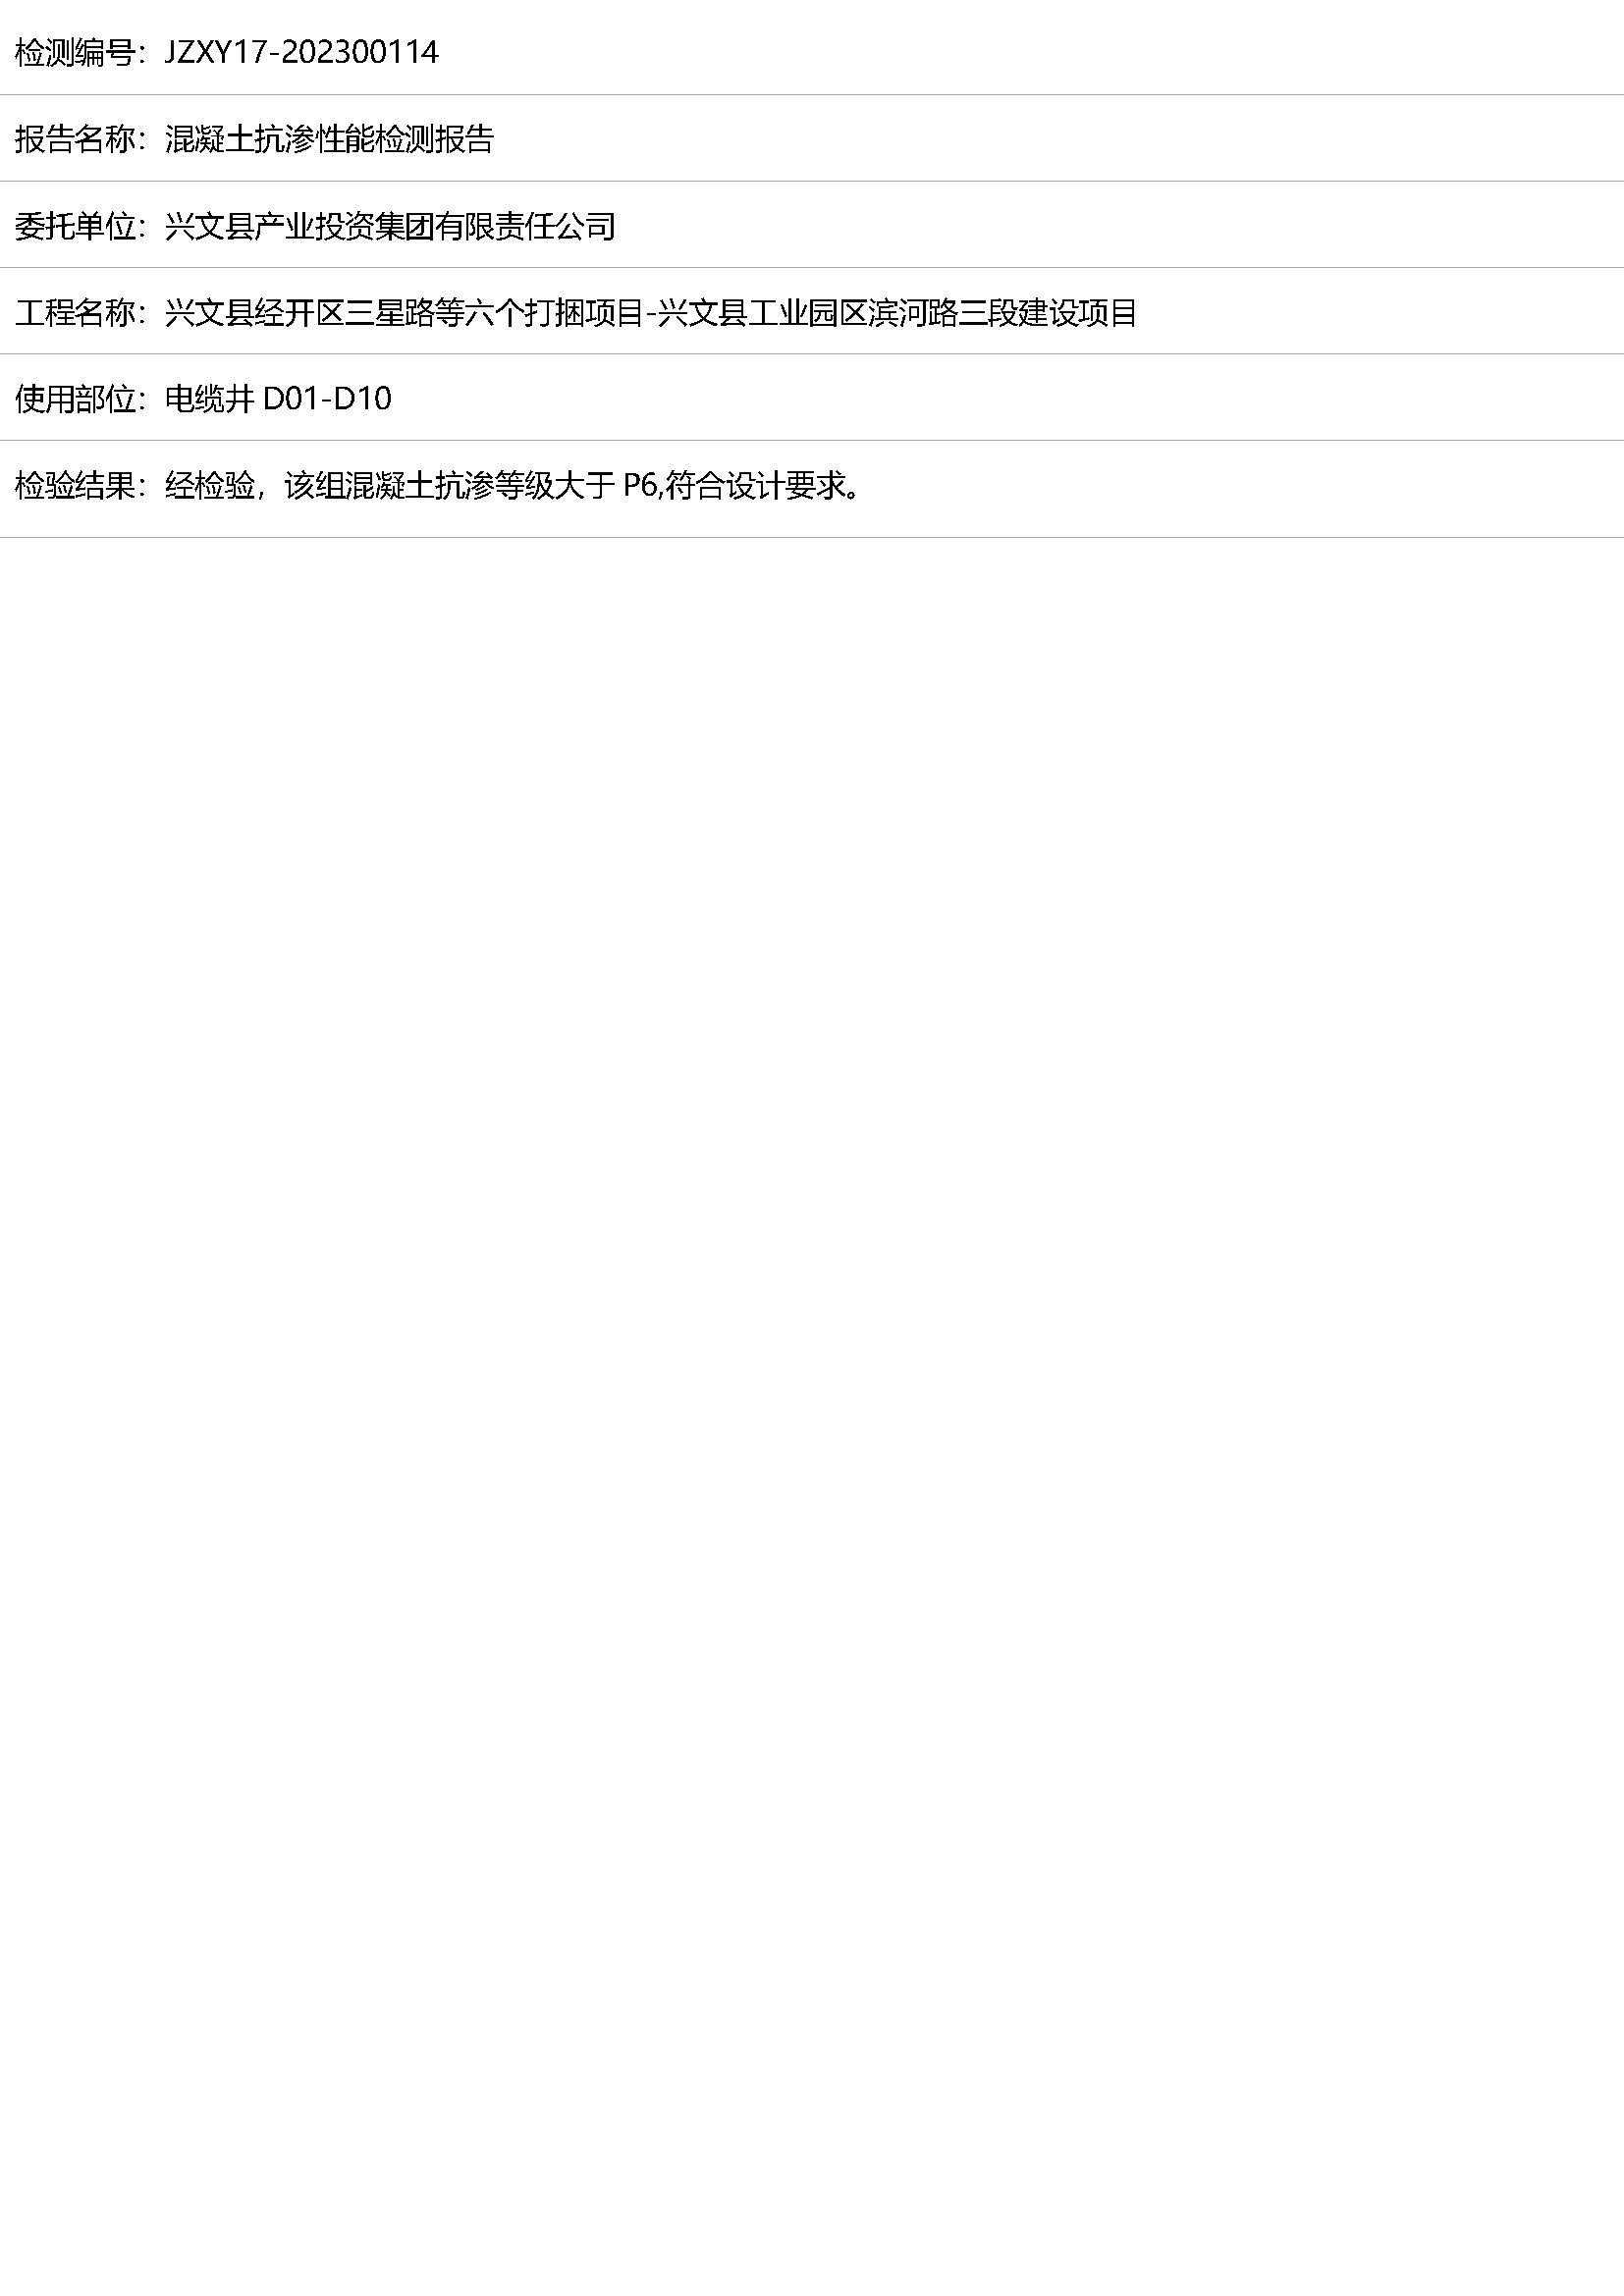 检测编号：JZXY17-202300114
报告名称：混凝土抗渗性能检测报告
委托单位：兴文县产业投资集团有限责任公司
工程名称：兴文县经开区三星路等六个打捆项目-兴文县工业园区滨河路三段建设项目
使用部位：电缆井 D01-D10
检验结果：经检验，该组混凝土抗渗等级大于 P6,符合设计要求。